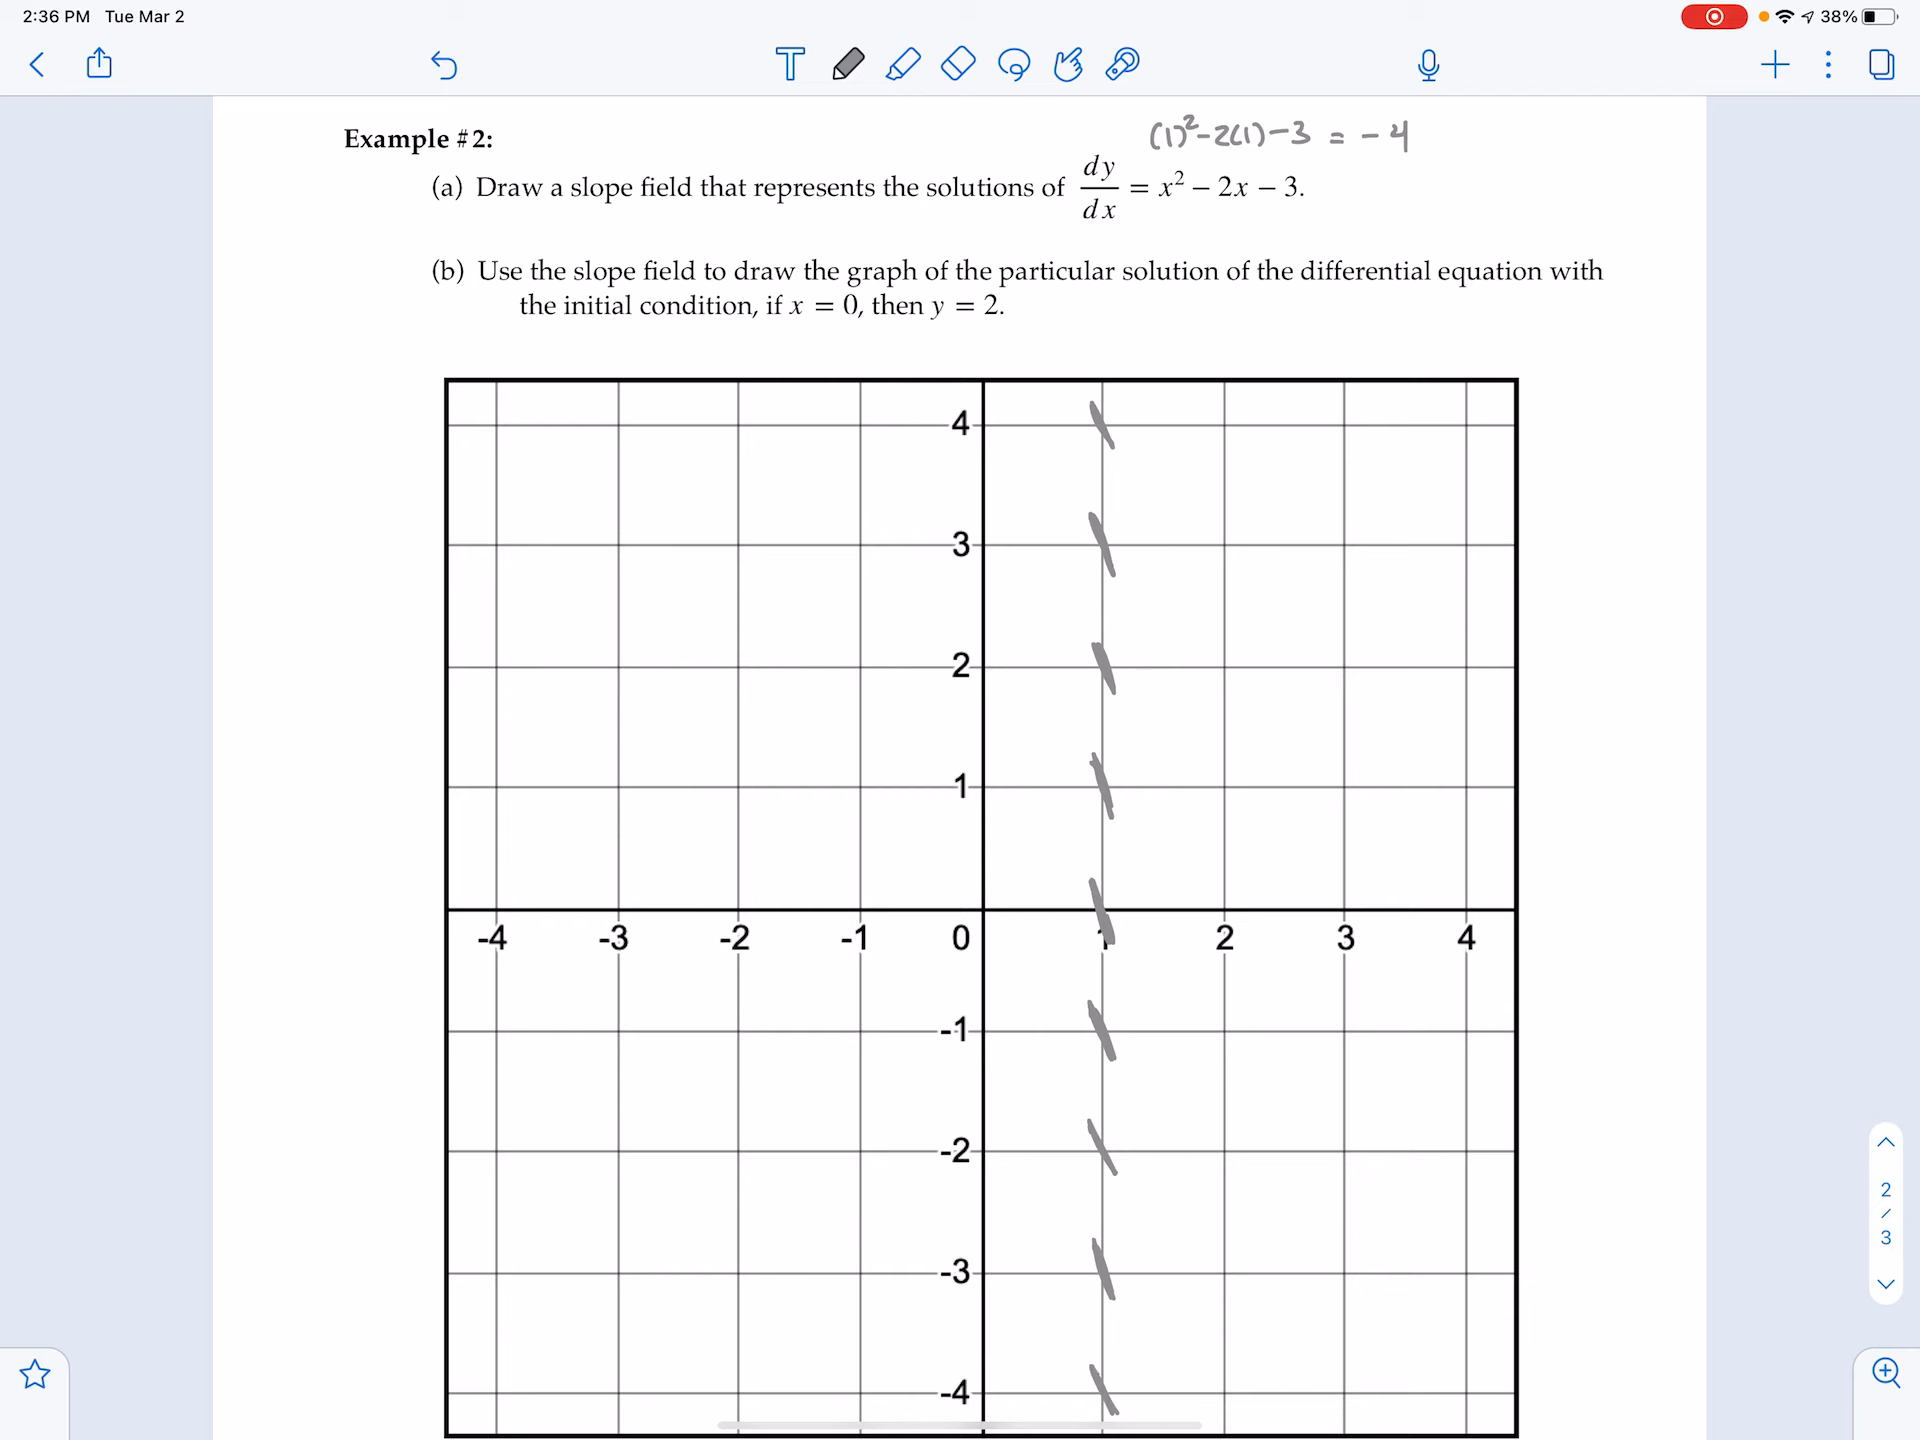 2:36 PM Tue Mar 2
38%
T
Example #2:
(1)²-2(1)-3 = -4
(a) Draw a slope field that represents the solutions of dy/dx = x² − 2x − 3.
(b) Use the slope field to draw the graph of the particular solution of the differential equation with
the initial condition, if x = 0, then y = 2.
4
3
2
1
-4 -3 -2 -1 0 1 2 3 4
-1
-2
-3
-4
2
/
3